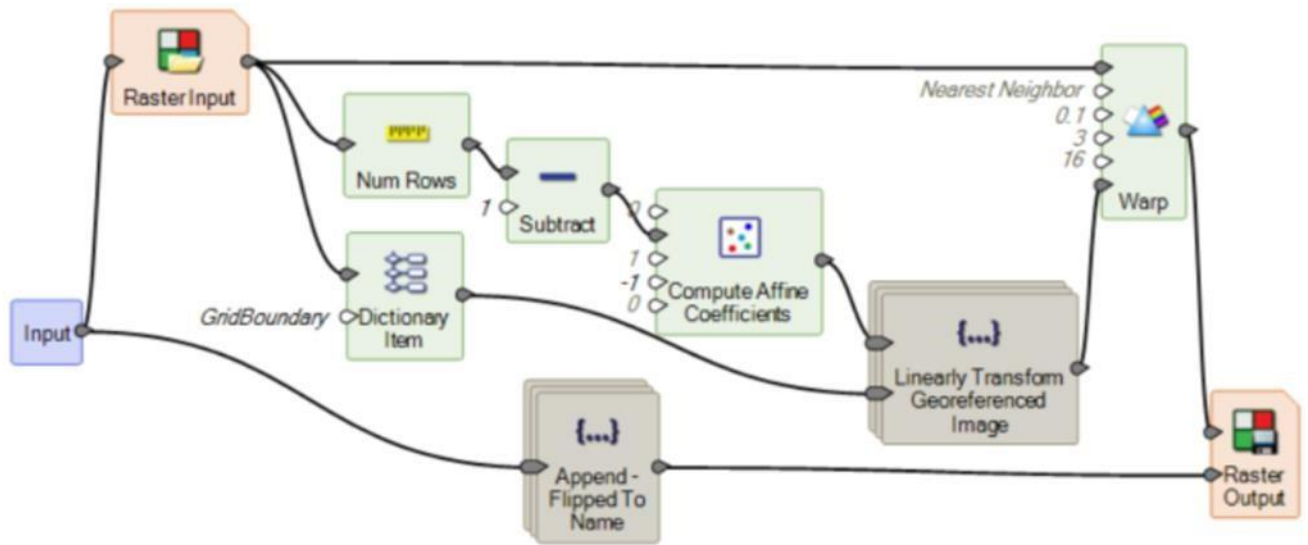 Raster Input
Nearest Neighbor
0.1
3
16
Warp
Num Rows
1
Subtract
0
1
-1
0
Compute Affine
Coefficients
GridBoundary
Dictionary
Item
Input
{...}
Linearly Transform
Georeferenced
Image
{...}
Append -
Flipped To
Name
Raster
Output